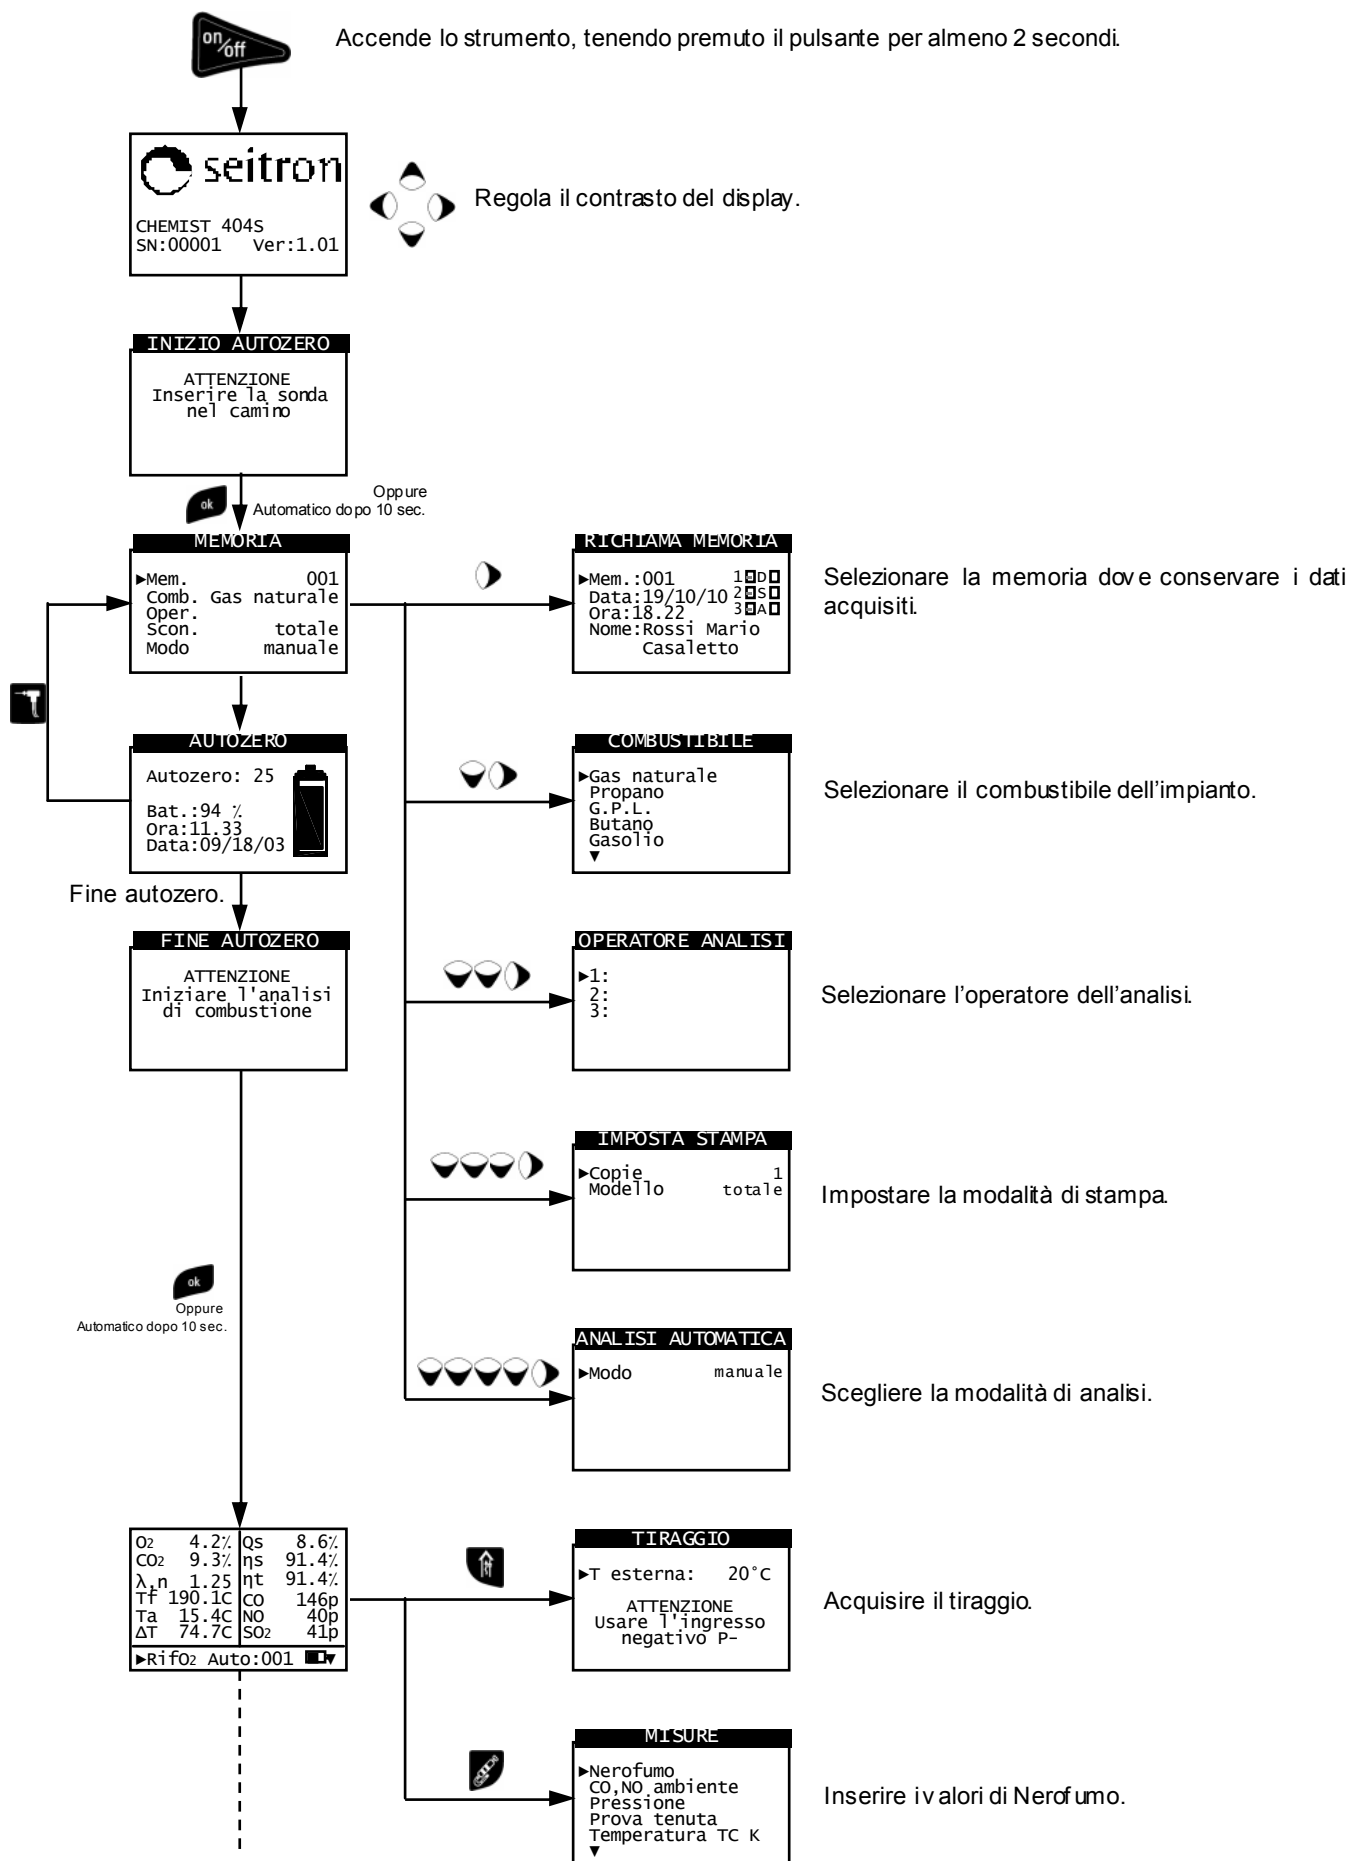 on/off
Accende lo strumento, tenendo premuto il pulsante per almeno 2 secondi.
seitron
CHEMIST 404S
SN:00001 Ver:1.01
Regola il contrasto del display.
INIZIO AUTOZERO
ATTENZIONE
Inserire la sonda
nel camino
ok
Oppure
Automatico dopo 10 sec.
MEMORIA
►Mem. 001
Comb. Gas naturale
Oper.
Scon. totale
Modo manuale
RICHIAMA MEMORIA
►Mem.:001 1 D
Data:19/10/10 2 S
Ora:18.22 3 A
Nome:Rossi Mario
Casaletto
Selezionare la memoria dove conservare i dati
acquisiti.
AUTOZERO
Autozero: 25
Bat.:94 %
Ora:11.33
Data:09/18/03
COMBUSTIBILE
►Gas naturale
Propano
G.P.L.
Butano
Gasolio
▼
Selezionare il combustibile dell’impianto.
Fine autozero.
FINE AUTOZERO
ATTENZIONE
Iniziare l'analisi
di combustione
OPERATORE ANALISI
►1:
2:
3:
Selezionare l’operatore dell’analisi.
IMPOSTA STAMPA
►Copie 1
Modello totale
Impostare la modalità di stampa.
ok
Oppure
Automatico dopo 10 sec.
ANALISI AUTOMATICA
►Modo manuale
Scegliere la modalità di analisi.
O2 4.2% Qs 8.6%
CO2 9.3% ηs 91.4%
λ,n 1.25 ηt 91.4%
Tf 190.1C CO 146p
Ta 15.4C NO 40p
ΔT 74.7C SO2 41p
►RifO2 Auto:001 ▼
TIRAGGIO
►T esterna: 20°C
ATTENZIONE
Usare l'ingresso
negativo P-
Acquisire il tiraggio.
MISURE
►Nerofumo
CO,NO ambiente
Pressione
Prova tenuta
Temperatura TC K
▼
Inserire i valori di Nerofumo.